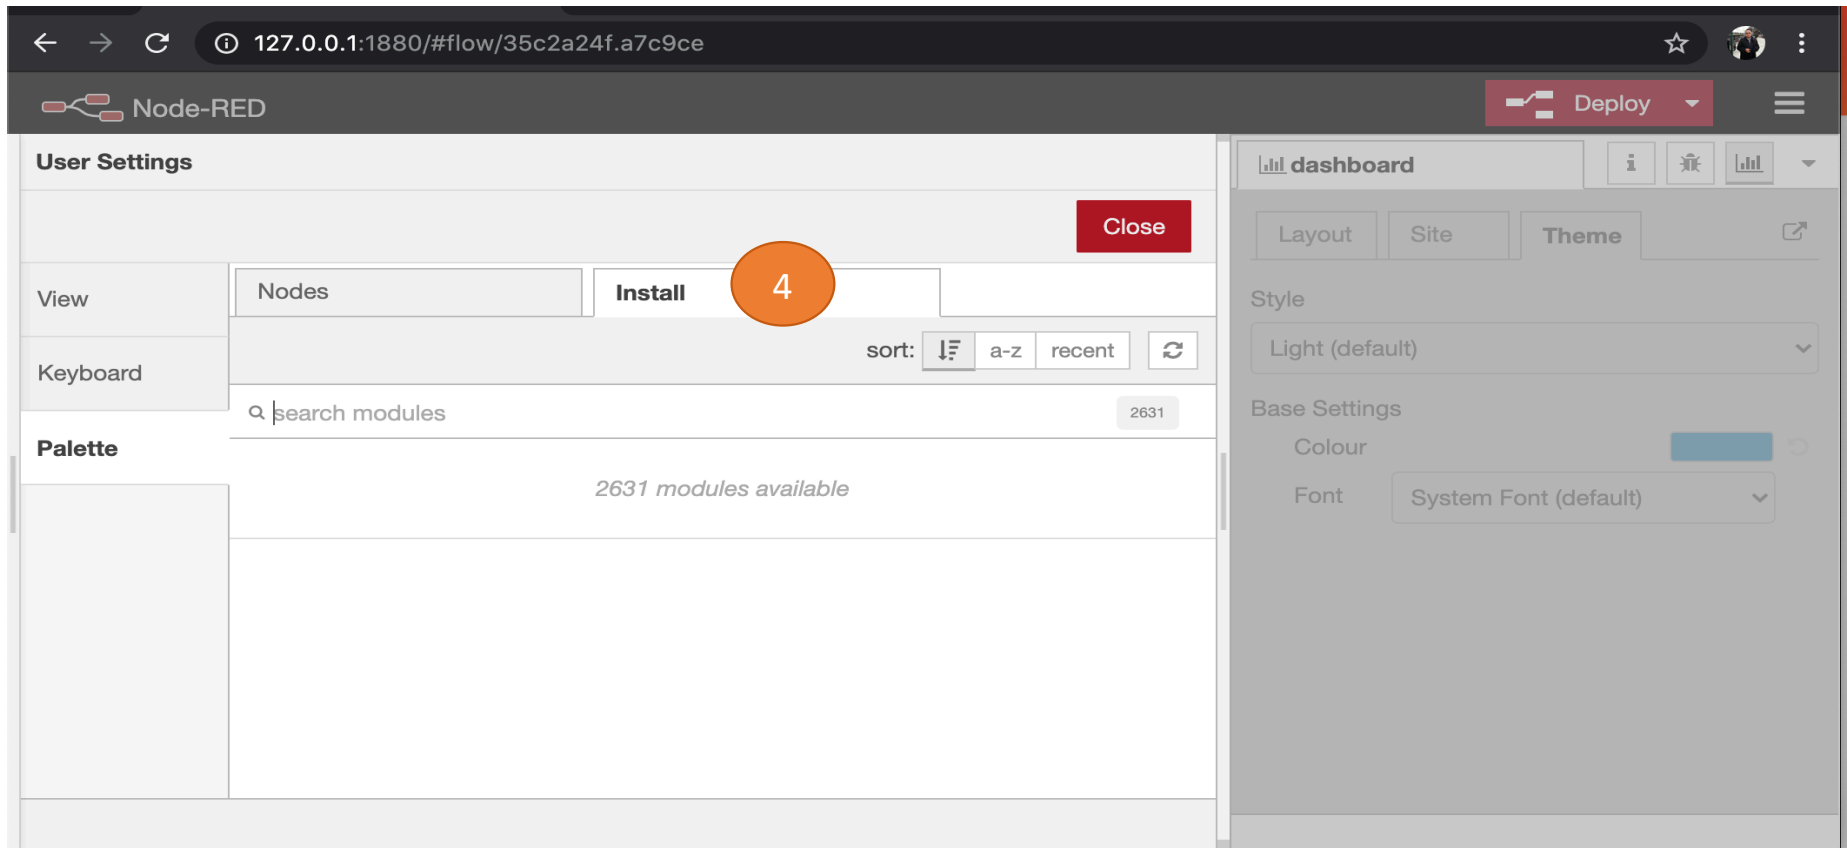 127.0.0.1:1880/#flow/35c2a24f.a7c9ce
Node-RED
Deploy
User Settings
Close
View
Keyboard
Palette
Nodes
Install
4
sort: a-z recent
search modules
2631
2631 modules available
dashboard
i
Layout Site Theme
Style
Light (default)
Base Settings
Colour
Font System Font (default)